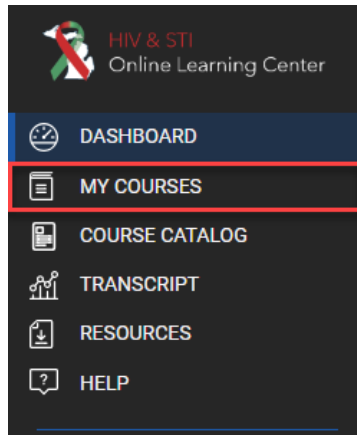 HIV & STI
Online Learning Center
DASHBOARD
MY COURSES
COURSE CATALOG
TRANSCRIPT
RESOURCES
HELP